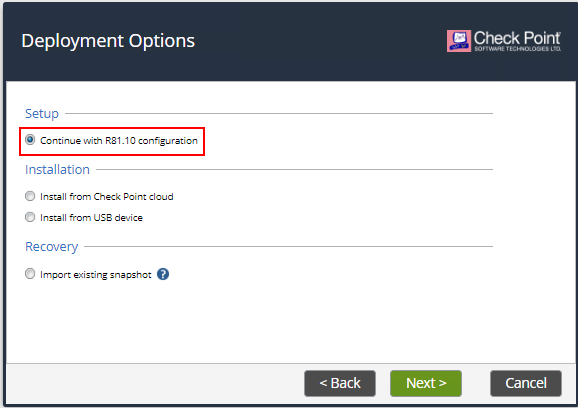 Deployment Options
Check Point
SOFTWARE TECHNOLOGIES LTD.
Setup
Continue with R81.10 configuration
Installation
Install from Check Point cloud
Install from USB device
Recovery
Import existing snapshot ?
< Back
Next >
Cancel